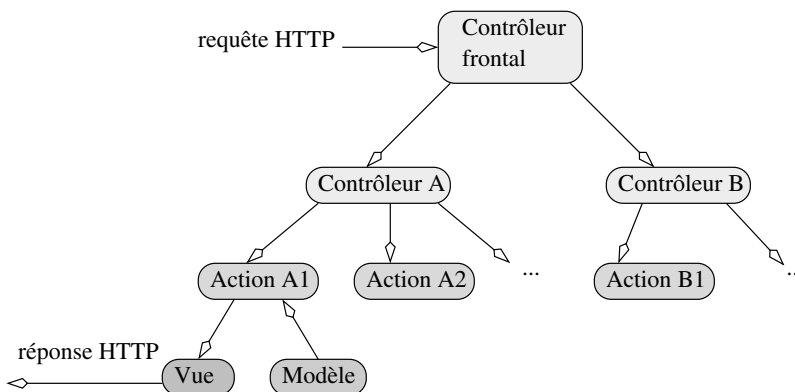 Contrôleur
frontal
requête HTTP
Contrôleur A
Contrôleur B
Action A1
Action A2
...
Action B1
..
réponse HTTP
Vue
Modèle